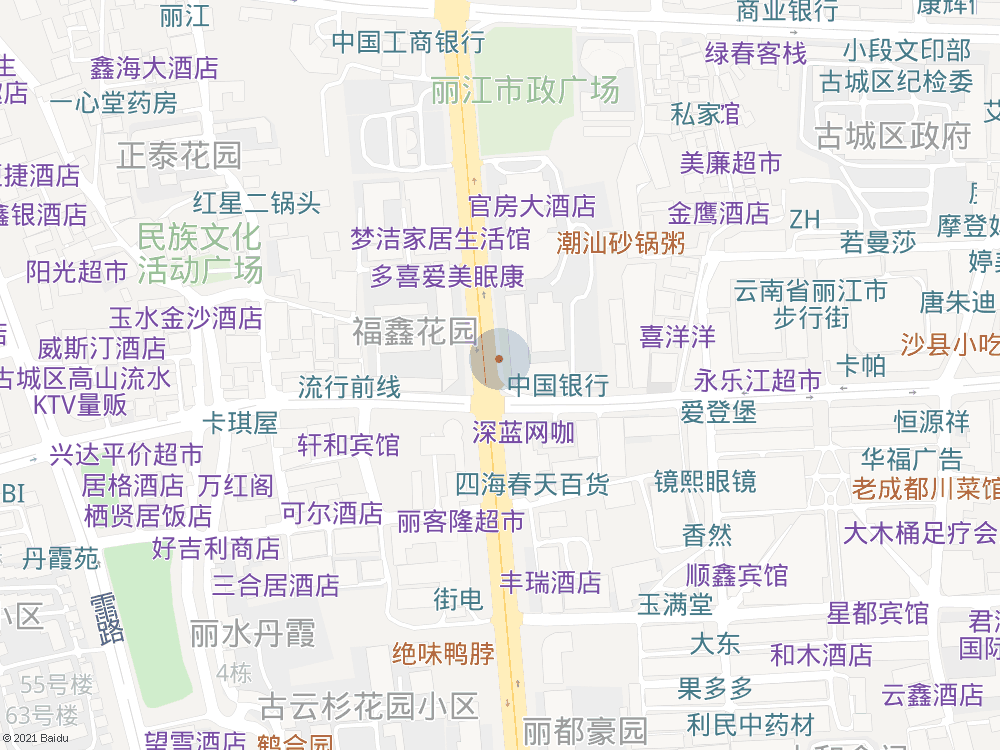 丽江
商业银行
中国工商银行
绿春客栈
小段文印部
古城区纪检委
鑫海大酒店
一心堂药房
丽江市政广场
私家馆
古城区政府
正泰花园
捷酒店
美廉超市
红星二锅头
鑫银酒店
官房大酒店
金鹰酒店
ZH
民族文化
活动广场
梦洁家居生活馆
潮汕砂锅粥
若曼莎
阳光超市
多喜爱美眠康
云南省丽江市
步行街
唐朱迪
玉水金沙酒店
福鑫花园
喜洋洋
威斯汀酒店
沙县小吃
卡帕
古城区高山流水
KTV量贩
流行前线
中国银行
永乐江超市
卡琪屋
爱登堡
恒源祥
深蓝网咖
轩和宾馆
兴达平价超市
华福广告
居格酒店
万红阁
四海春天百货
镜熙眼镜
老成都川菜馆
BI
栖贤居饭店
可尔酒店
丽客隆超市
香然
大木桶足疗会
丹霞苑
好吉利商店
三合居酒店
丰瑞酒店
顺鑫宾馆
街电
玉满堂
星都宾馆
小区
霞路
丽水丹霞
大东
君
国际
绝味鸭脖
和木酒店
4栋
55号楼
果多多
云鑫酒店
63号楼
古云杉花园小区
丽都豪园
利民中药材
望雪酒店
鹤合园
© 2021 Baidu